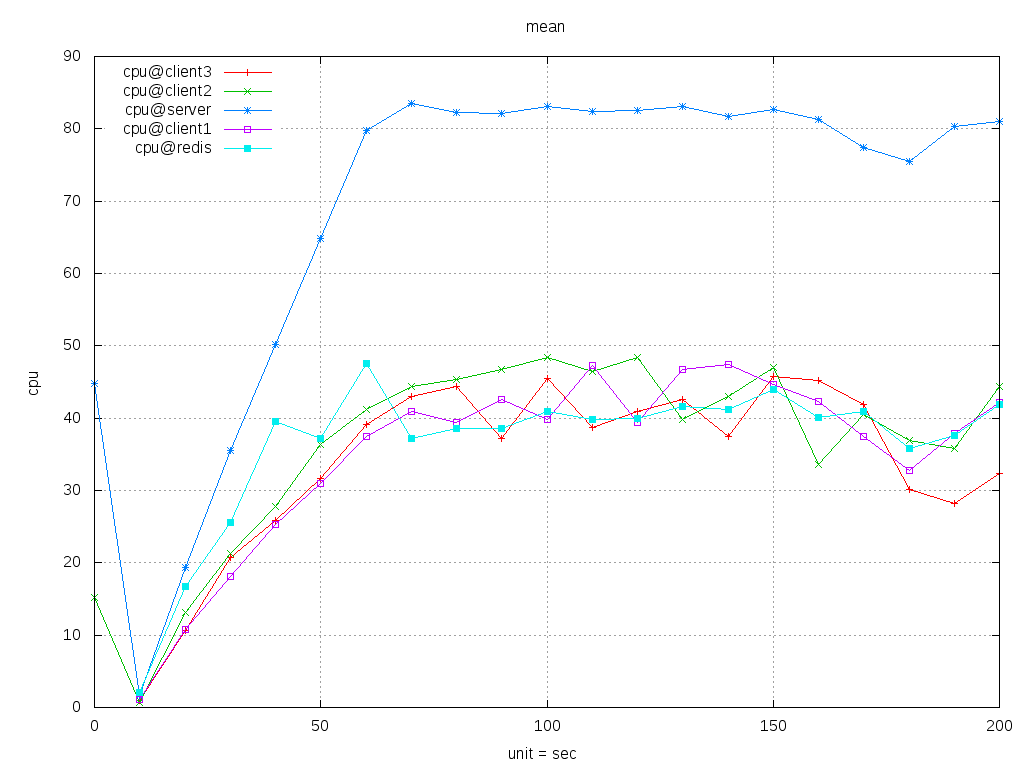 mean
90
80
70
60
50
40
30
20
10
0
cpu
cpu@client3
cpu@client2
cpu@server
cpu@client1
cpu@redis
0 50 100 150 200
unit = sec